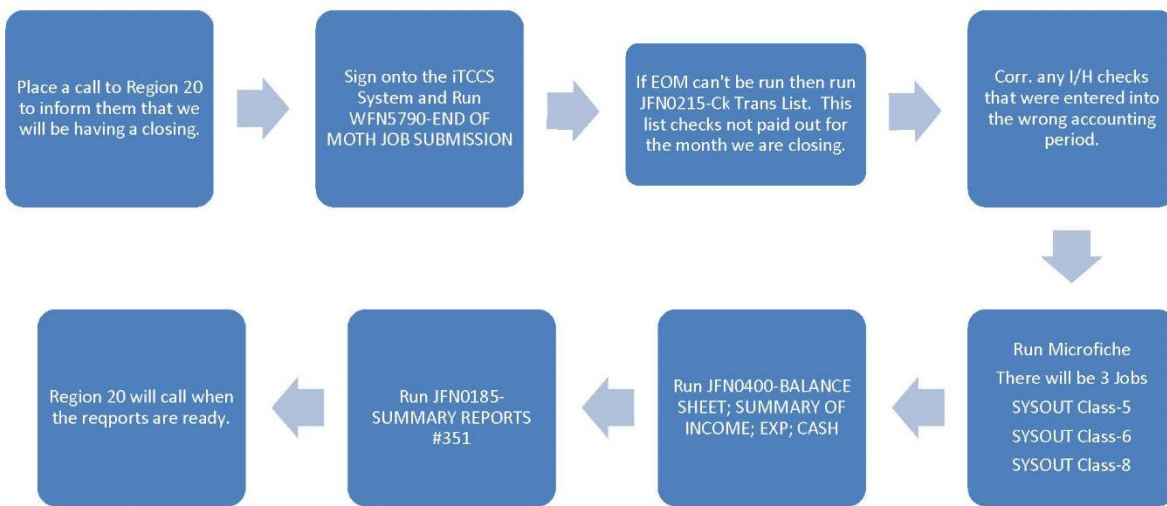 Place a call to Region 20
to inform them that we
will be having a closing.
Sign onto the iTCCS
System and Run
WFN5790-END OF
MOTH JOB SUBMISSION
If EOM can't be run then run
JFN0215-Ck Trans List. This
list checks not paid out for
the month we are closing.
Corr. any I/H checks
that were entered into
the wrong accounting
period.
Run Microfiche
There will be 3 Jobs
SYSOUT Class-5
SYSOUT Class-6
SYSOUT Class-8
Run JFN0400-BALANCE
SHEET; SUMMARY OF
INCOME; EXP; CASH
Run JFN0185-
SUMMARY REPORTS
#351
Region 20 will call when
the reqports are ready.